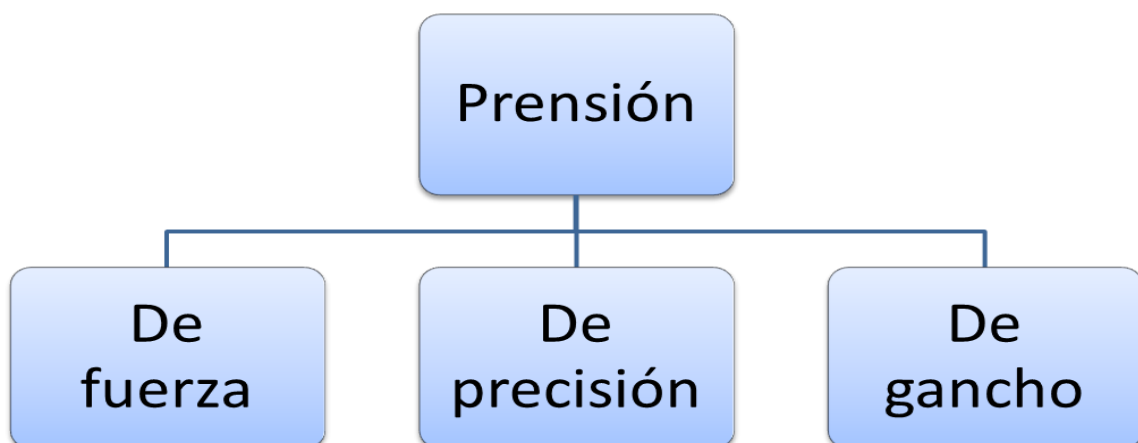 Prensión
De
fuerza
De
precisión
De
gancho